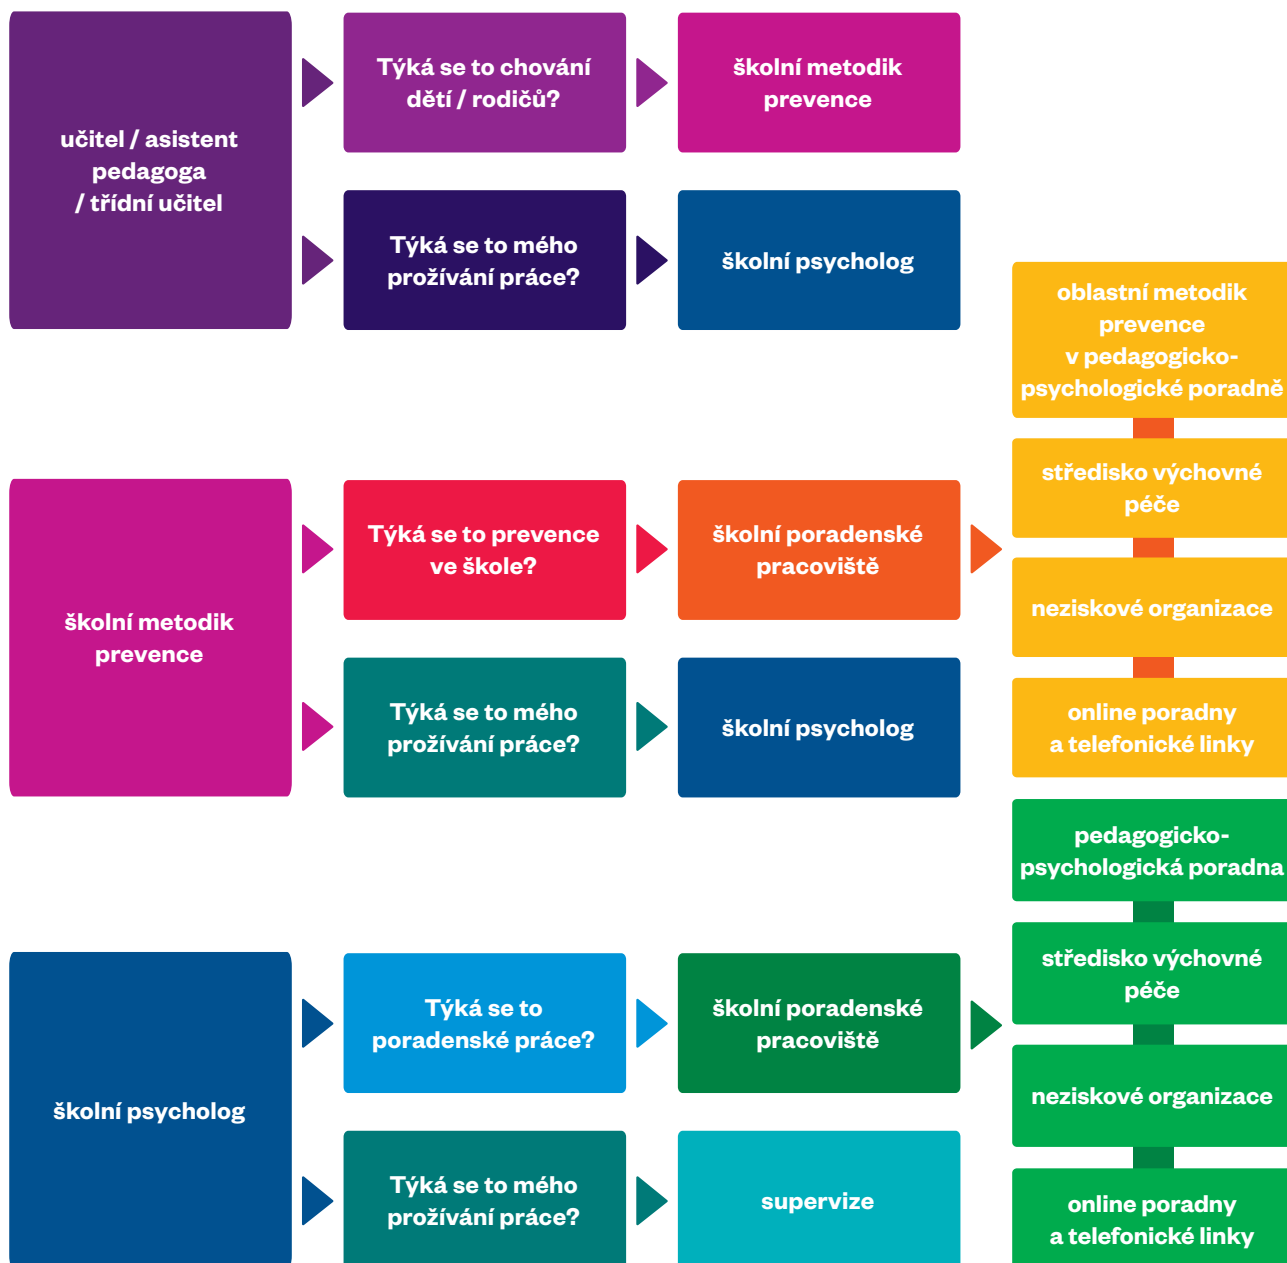 učitel / asistent
pedagoga
/ třídní učitel
Týká se to chování
dětí / rodičů?
školní metodik
prevence
Týká se to mého
prožívání práce?
školní psycholog
školní metodik
prevence
Týká se to prevence
ve škole?
školní poradenské
pracoviště
oblastní metodik
prevence
v pedagogicko-
psychologické poradně
středisko výchovné
péče
neziskové organizace
online poradny
a telefonické linky
Týká se to mého
prožívání práce?
školní psycholog
školní psycholog
Týká se to
poradenské práce?
školní poradenské
pracoviště
pedagogicko-
psychologická poradna
středisko výchovné
péče
neziskové organizace
online poradny
a telefonické linky
Týká se to mého
prožívání práce?
supervize